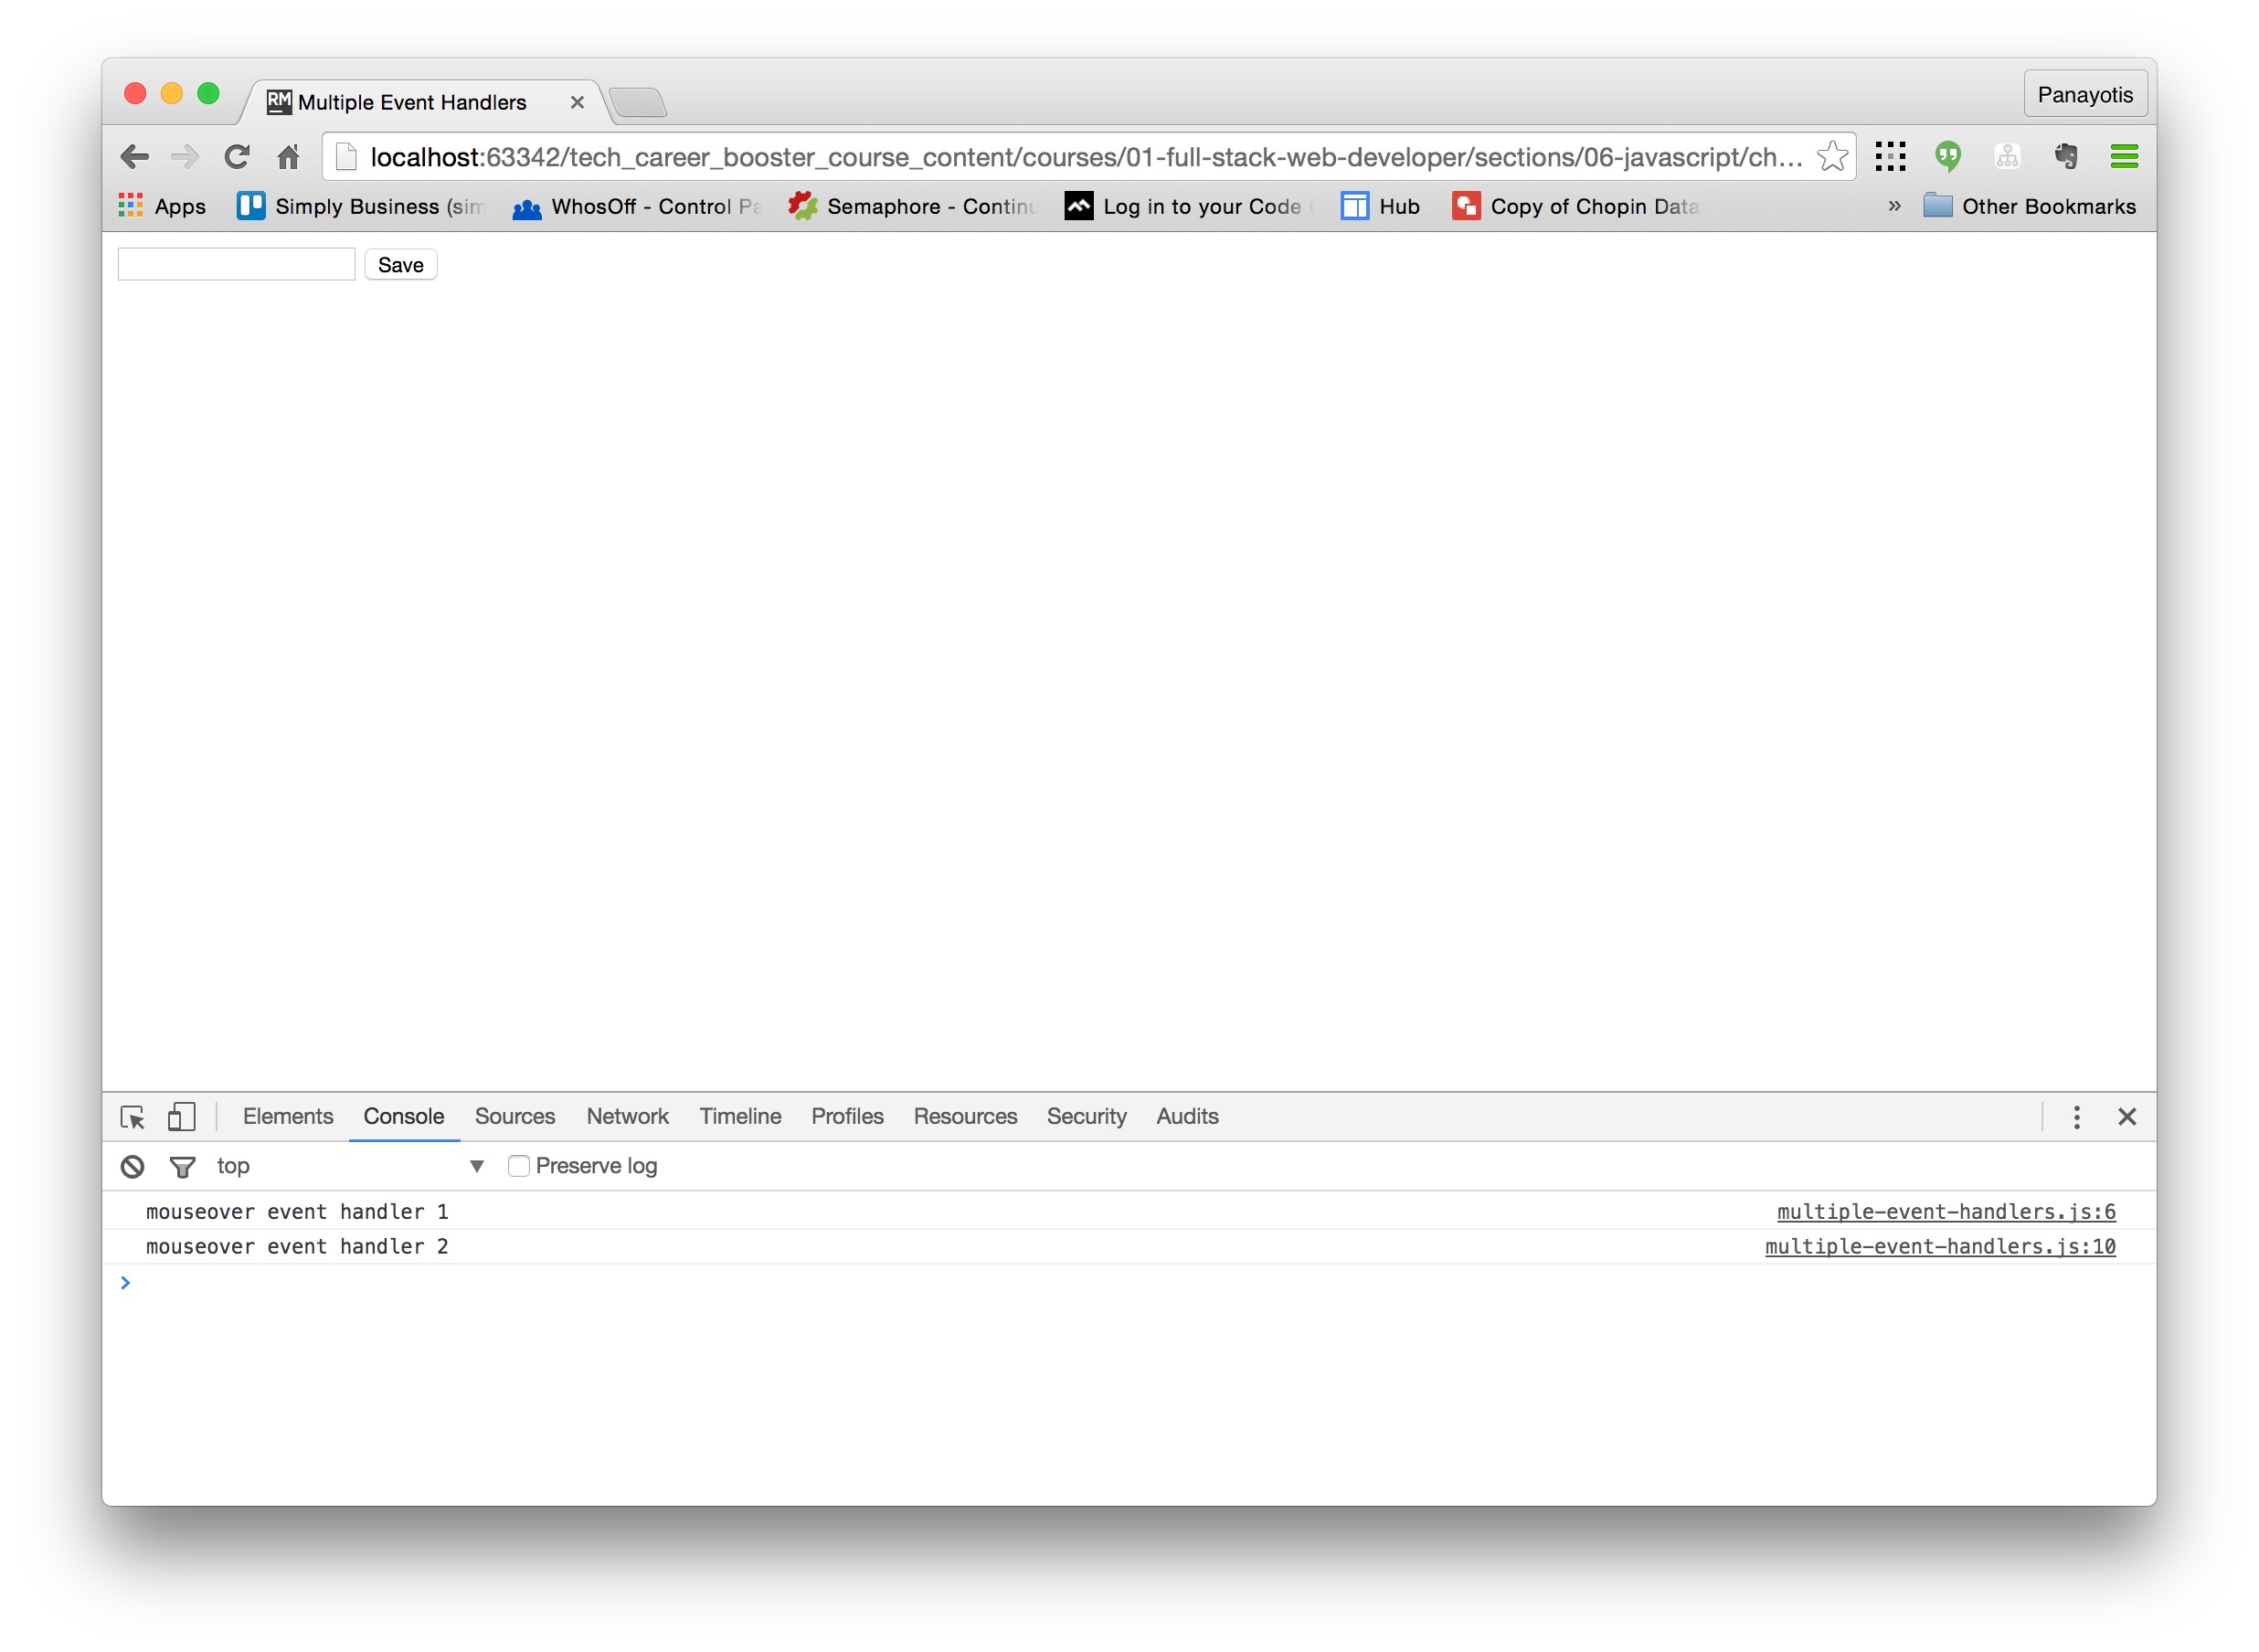 RM Multiple Event Handlers
Panayotis
localhost:63342/tech_career_booster_course_content/courses/01-full-stack-web-developer/sections/06-javascript/ch...
Apps Simply Business (sim WhosOff - Control Pa Semaphore - Continu Log in to your Code Hub Copy of Chopin Data » Other Bookmarks
Save
Elements Console Sources Network Timeline Profiles Resources Security Audits
top Preserve log
mouseover event handler 1 multiple-event-handlers.js:6
mouseover event handler 2 multiple-event-handlers.js:10